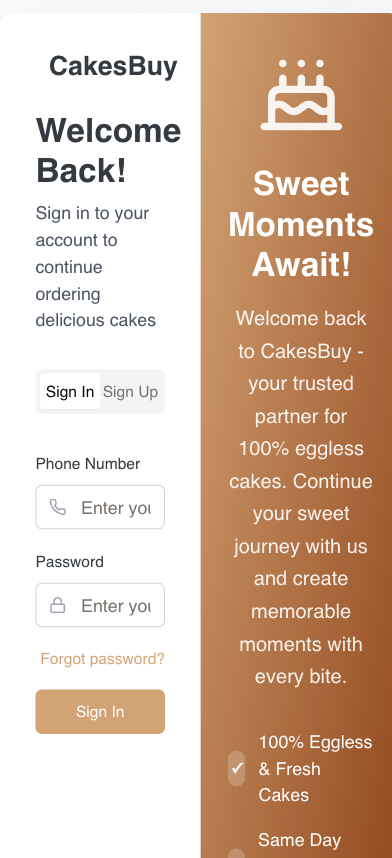 CakesBuy
Welcome
Back!
Sign in to your
account to
continue
ordering
delicious cakes
Sign In
Sign Up
Phone Number
Enter you
Password
Enter you
Forgot password?
Sign In
Sweet
Moments
Await!
Welcome back
to CakesBuy -
your trusted
partner for
100% eggless
cakes. Continue
your sweet
journey with us
and create
memorable
moments with
every bite.
✓
100% Eggless
& Fresh
Cakes
Same Day